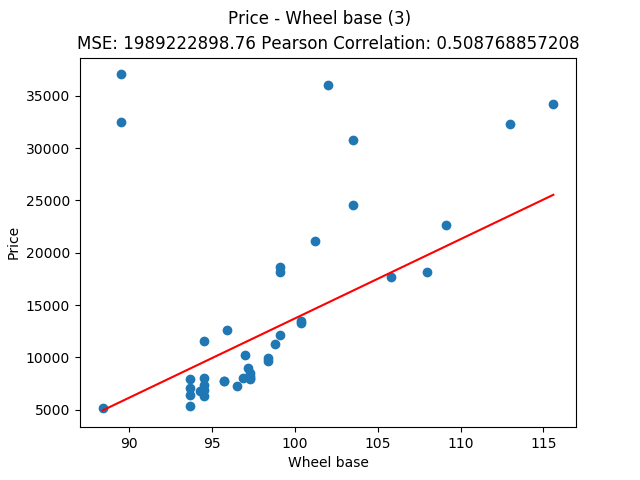 Price - Wheel base (3)
MSE: 1989222898.76 Pearson Correlation: 0.508768857208
35000
30000
25000
20000
15000
10000
5000
Price
90 95 100 105 110 115
Wheel base